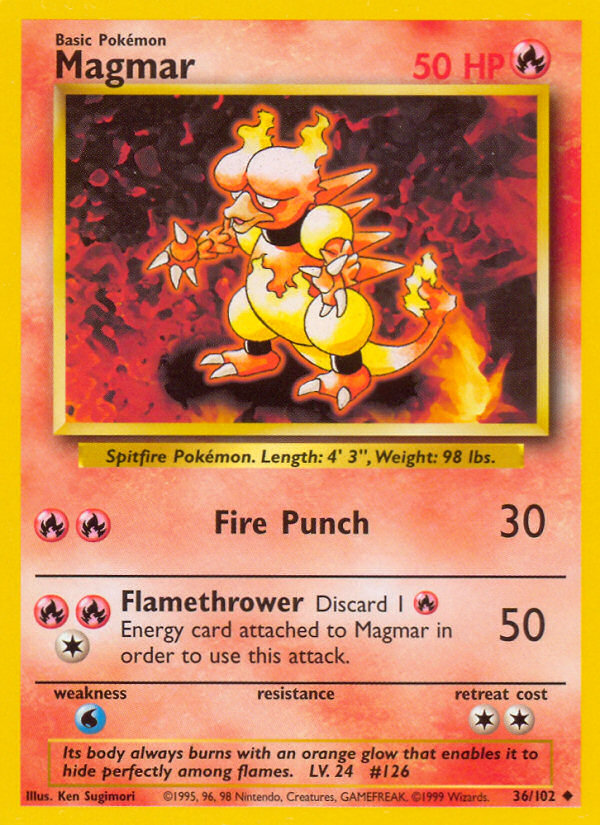 Basic Pokémon
Magmar 50 HP
Spitfire Pokémon. Length: 4' 3", Weight: 98 lbs.
Fire Punch 30
Flamethrower Discard 1
Energy card attached to Magmar in
order to use this attack.
50
weakness resistance retreat cost
Its body always burns with an orange glow that enables it to
hide perfectly among flames. LV. 24 #126
Illus. Ken Sugimori ©1995, 96, 98 Nintendo, Creatures, GAMEFREAK. ©1999 Wizards. 36/102